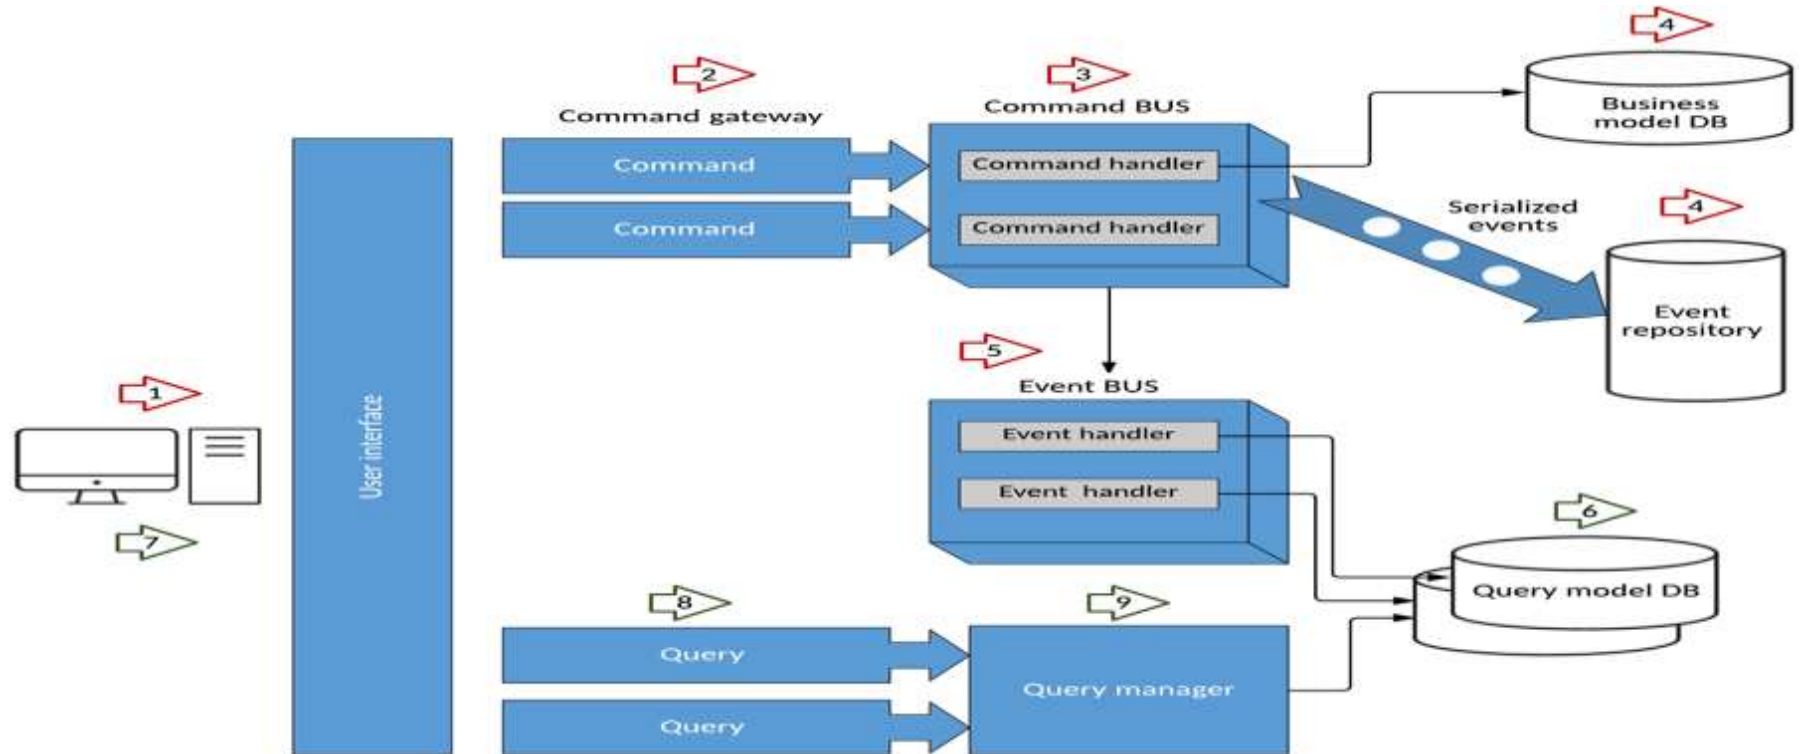 4
2
3
Command gateway
Command BUS
Business
model DB
Command
Command handler
Command
Command handler
Serialized
events
4
Event
repository
5
Event BUS
1
User interface
Event handler
Event handler
7
6
Query model DB
8
9
Query
Query manager
Query